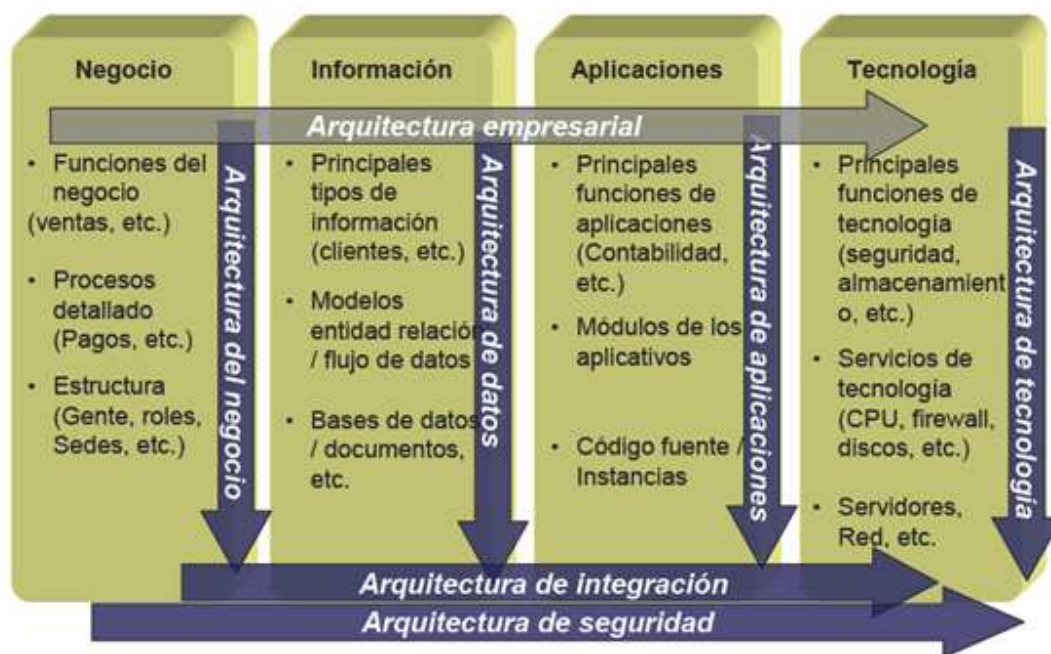 Negocio
Información
Aplicaciones
Tecnología
Arquitectura empresarial
• Funciones del
negocio
(ventas, etc.)
• Procesos
detallado
(Pagos, etc.)
• Estructura
(Gente, roles,
Sedes, etc.)
Arquitectura del negocio
• Principales
tipos de
información
(clientes, etc.)
• Modelos
entidad relación
/ flujo de datos
• Bases de datos
/ documentos,
etc.
Arquitectura de datos
• Principales
funciones de
aplicaciones
(Contabilidad,
etc.)
• Módulos de los
aplicativos
• Código fuente /
Instancias
Arquitectura de aplicaciones
• Principales
funciones de
tecnología
(seguridad,
almacenamient
o, etc.)
• Servicios de
tecnología
(CPU, firewall,
discos, etc.)
• Servidores,
Red, etc.
Arquitectura de tecnología
Arquitectura de integración
Arquitectura de seguridad